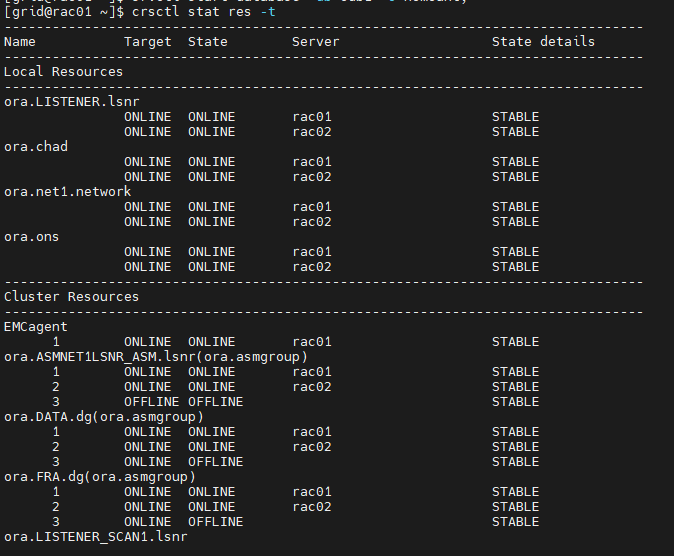 [grid@rac01 ~]$ crsctl stat res -t
--------------------------------------------------------------------------------
Name           Target  State        Server                   State details
--------------------------------------------------------------------------------
Local Resources
--------------------------------------------------------------------------------
ora.LISTENER.lsnr
               ONLINE  ONLINE       rac01                    STABLE
               ONLINE  ONLINE       rac02                    STABLE
ora.chad
               ONLINE  ONLINE       rac01                    STABLE
               ONLINE  ONLINE       rac02                    STABLE
ora.net1.network
               ONLINE  ONLINE       rac01                    STABLE
               ONLINE  ONLINE       rac02                    STABLE
ora.ons
               ONLINE  ONLINE       rac01                    STABLE
               ONLINE  ONLINE       rac02                    STABLE
--------------------------------------------------------------------------------
Cluster Resources
--------------------------------------------------------------------------------
EMCagent
      1        ONLINE  ONLINE       rac01                    STABLE
ora.ASMNET1LSNR_ASM.lsnr(ora.asmgroup)
      1        ONLINE  ONLINE       rac01                    STABLE
      2        ONLINE  ONLINE       rac02                    STABLE
      3        OFFLINE OFFLINE                               STABLE
ora.DATA.dg(ora.asmgroup)
      1        ONLINE  ONLINE       rac01                    STABLE
      2        ONLINE  ONLINE       rac02                    STABLE
      3        ONLINE  OFFLINE                               STABLE
ora.FRA.dg(ora.asmgroup)
      1        ONLINE  ONLINE       rac01                    STABLE
      2        ONLINE  ONLINE       rac02                    STABLE
      3        ONLINE  OFFLINE                               STABLE
ora.LISTENER_SCAN1.lsnr